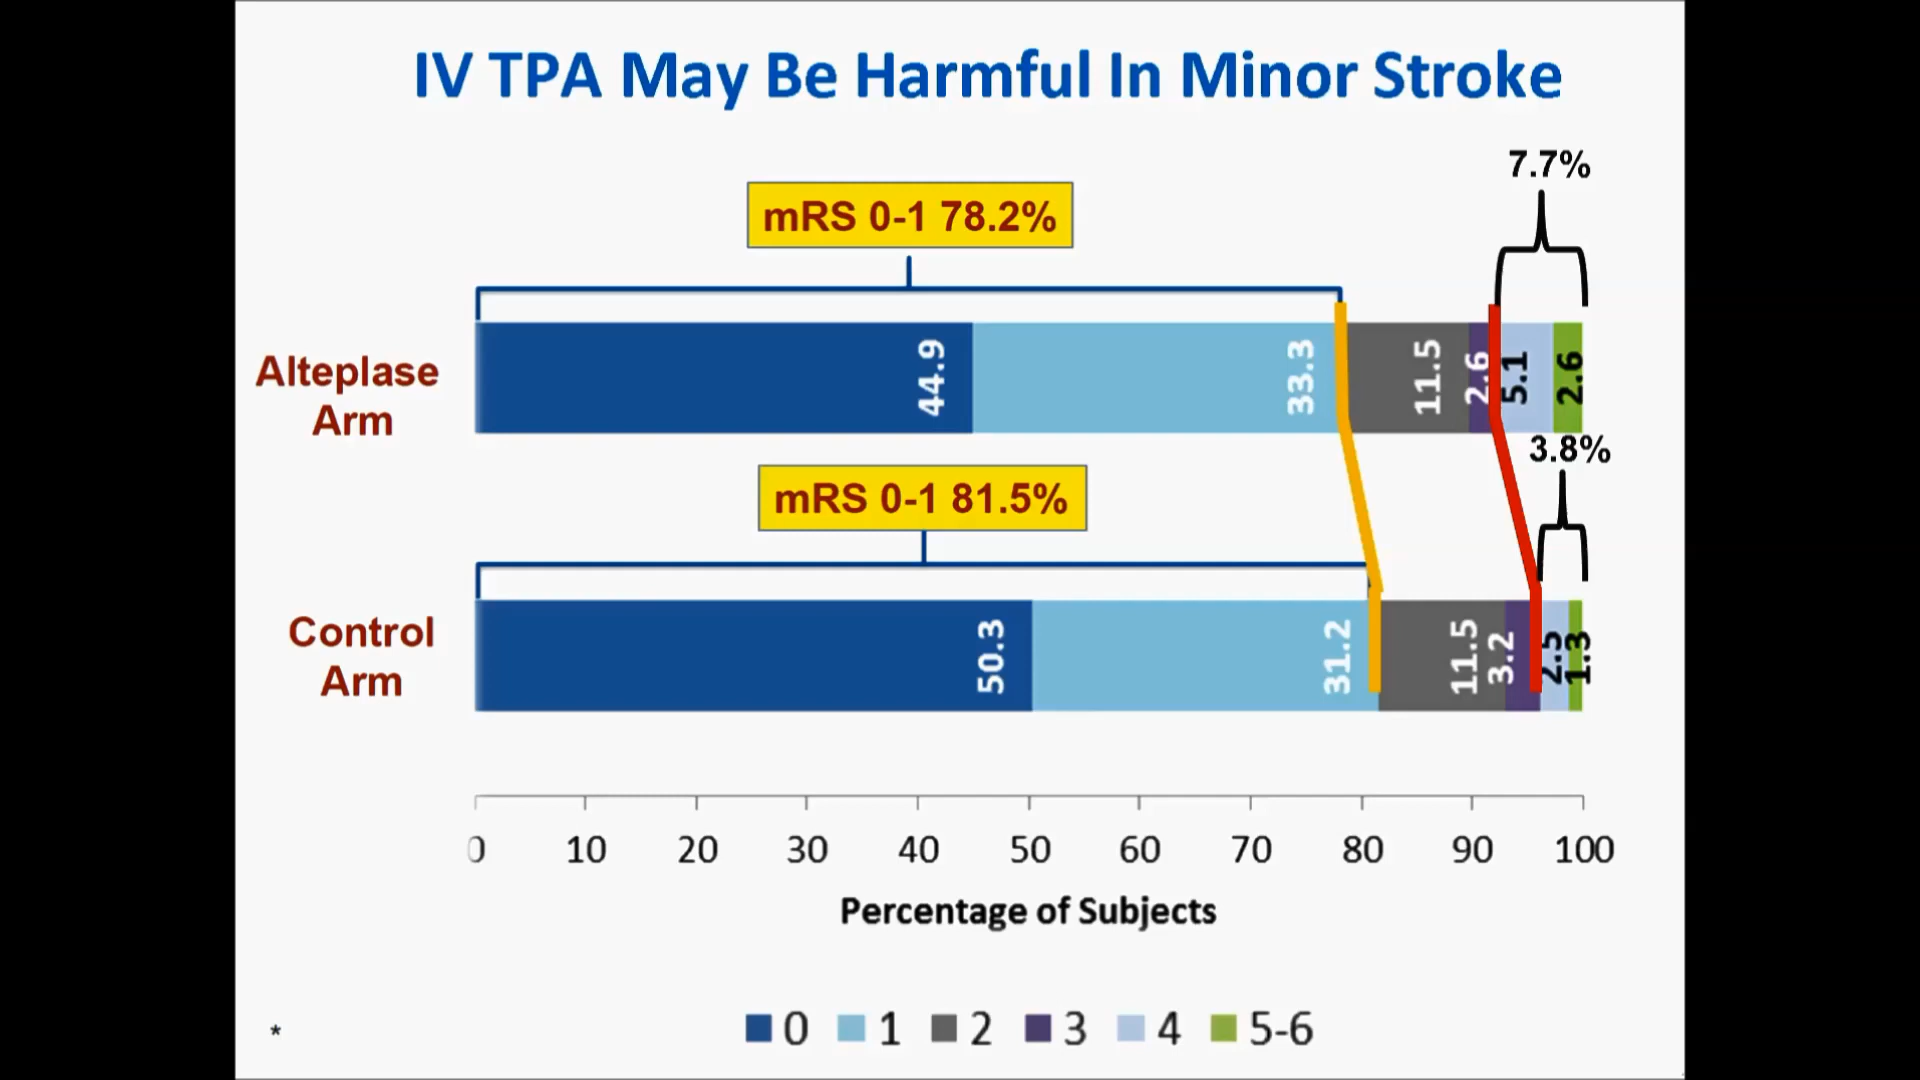 IV TPA May Be Harmful In Minor Stroke
7.7%
mRS 0-1 78.2%
Alteplase
Arm
44.9
33.3
11.5
2.6
5.1
2.6
3.8%
mRS 0-1 81.5%
Control
Arm
50.3
31.2
11.5
3.2
2.5
1.3
0 10 20 30 40 50 60 70 80 90 100
Percentage of Subjects
0 1 2 3 4 5-6
*